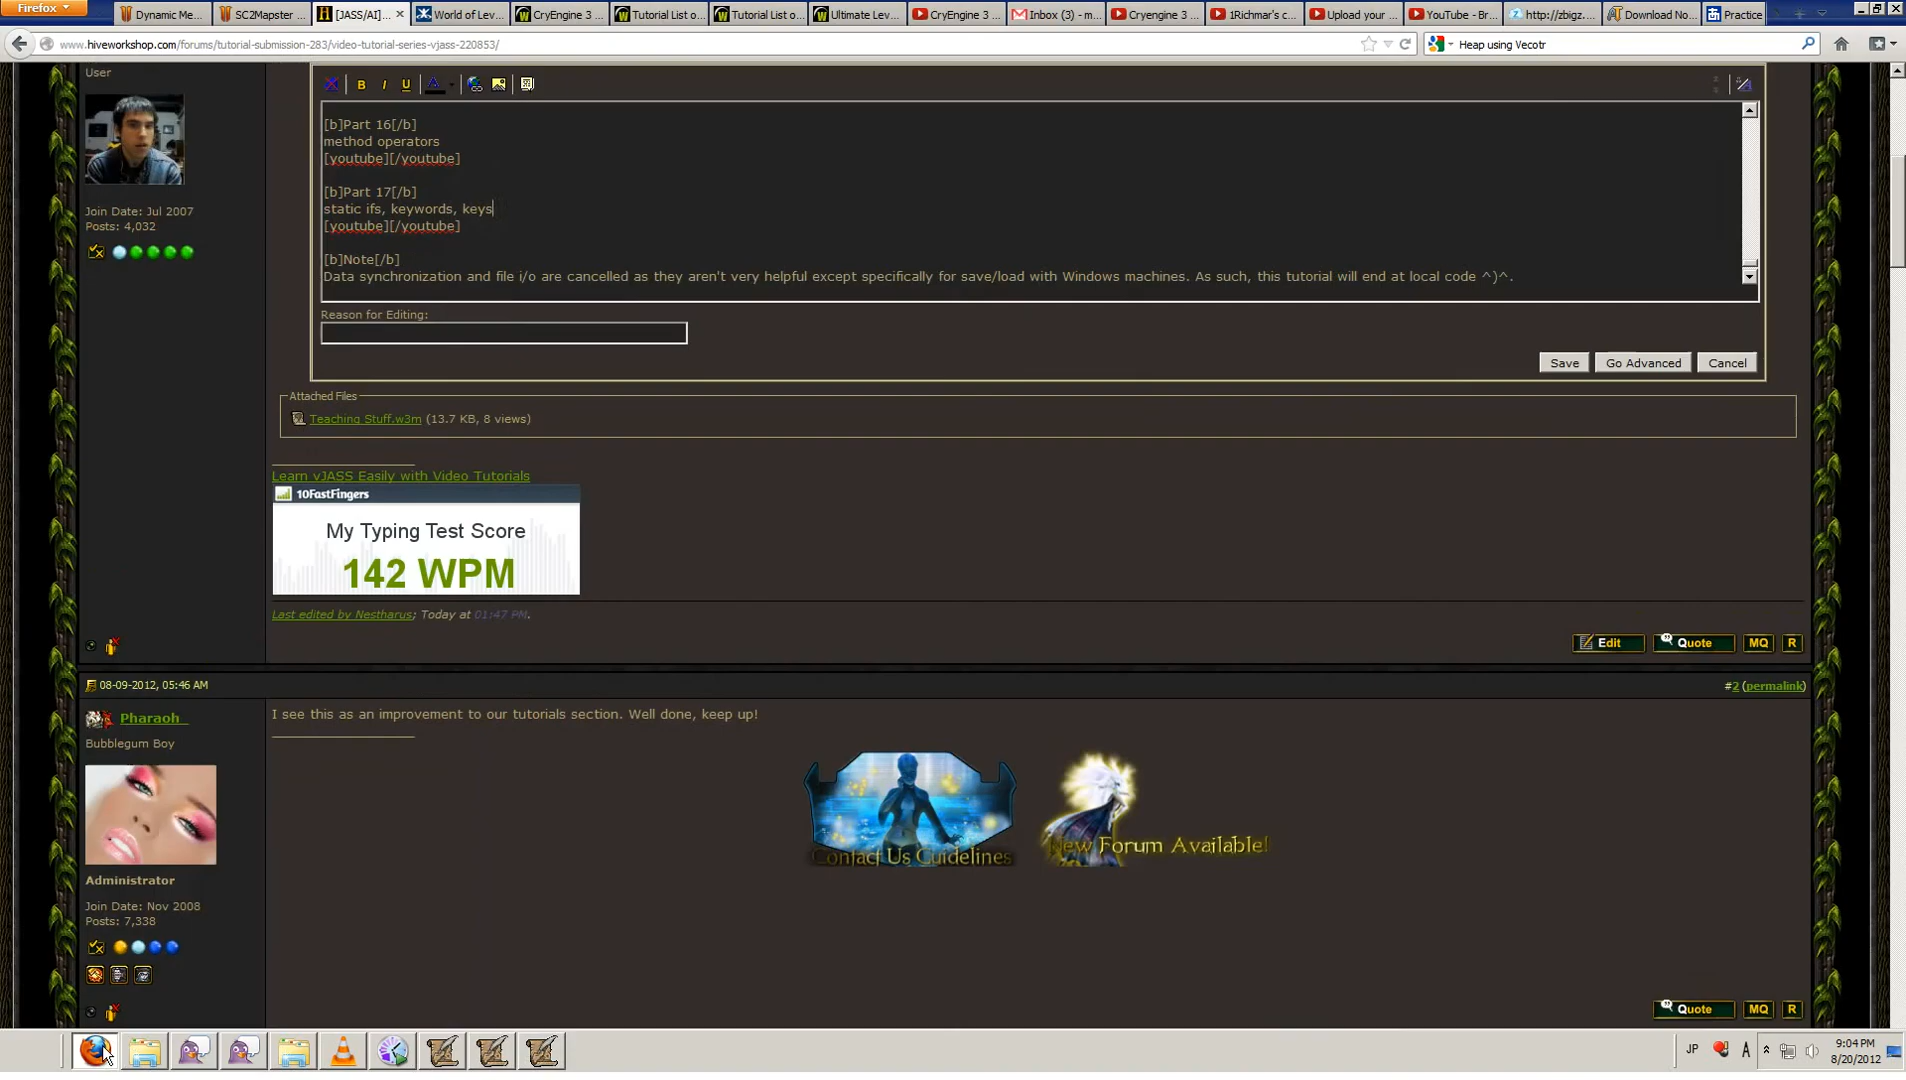 Firefox
Dynamic Me...
SC2Mapster ...
[JASS/AI]...
World of Lev...
CryEngine 3 ...
Tutorial List o...
Tutorial List o...
Ultimate Lev...
CryEngine 3 ...
Inbox (3) - m...
Cryengine 3 ...
1Richmar's c...
Upload your ...
YouTube - Br...
http://zbigz....
Download No...
Practice
www.hiveworkshop.com/forums/tutorial-submission-283/video-tutorial-series-vjass-220853/
Heap using Vecotr
User
Join Date: Jul 2007
Posts: 4,032
B I U A
[b]Part 16[/b]
method operators
[youtube][/youtube]
[b]Part 17[/b]
static ifs, keywords, keys
[youtube][/youtube]
[b]Note[/b]
Data synchronization and file i/o are cancelled as they aren't very helpful except specifically for save/load with Windows machines. As such, this tutorial will end at local code ^)^.
Reason for Editing:
Save Go Advanced Cancel
Attached Files
Teaching Stuff.w3m (13.7 KB, 8 views)
Learn vJASS Easily with Video Tutorials
10FastFingers
My Typing Test Score
142 WPM
Last edited by Nestharus; Today at 01:47 PM.
Edit Quote MQ R
08-09-2012, 05:46 AM
#2 (permalink)
Pharaoh_
Bubblegum Boy
Administrator
Join Date: Nov 2008
Posts: 7,338
I see this as an improvement to our tutorials section. Well done, keep up!
Contact Us Guidelines
New Forum Available!
Quote MQ R
JP
A
9:04 PM
8/20/2012